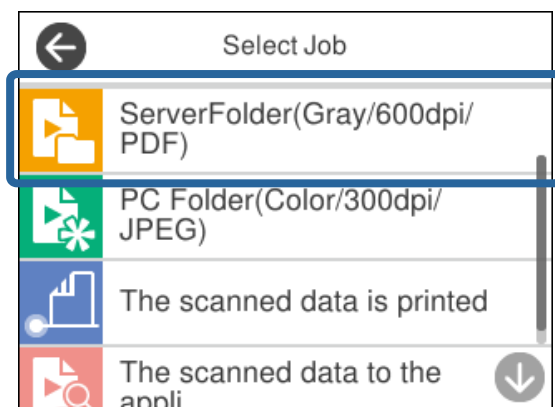 Select Job
ServerFolder(Gray/600dpi/
PDF)
PC Folder(Color/300dpi/
JPEG)
The scanned data is printed
The scanned data to the
appli...